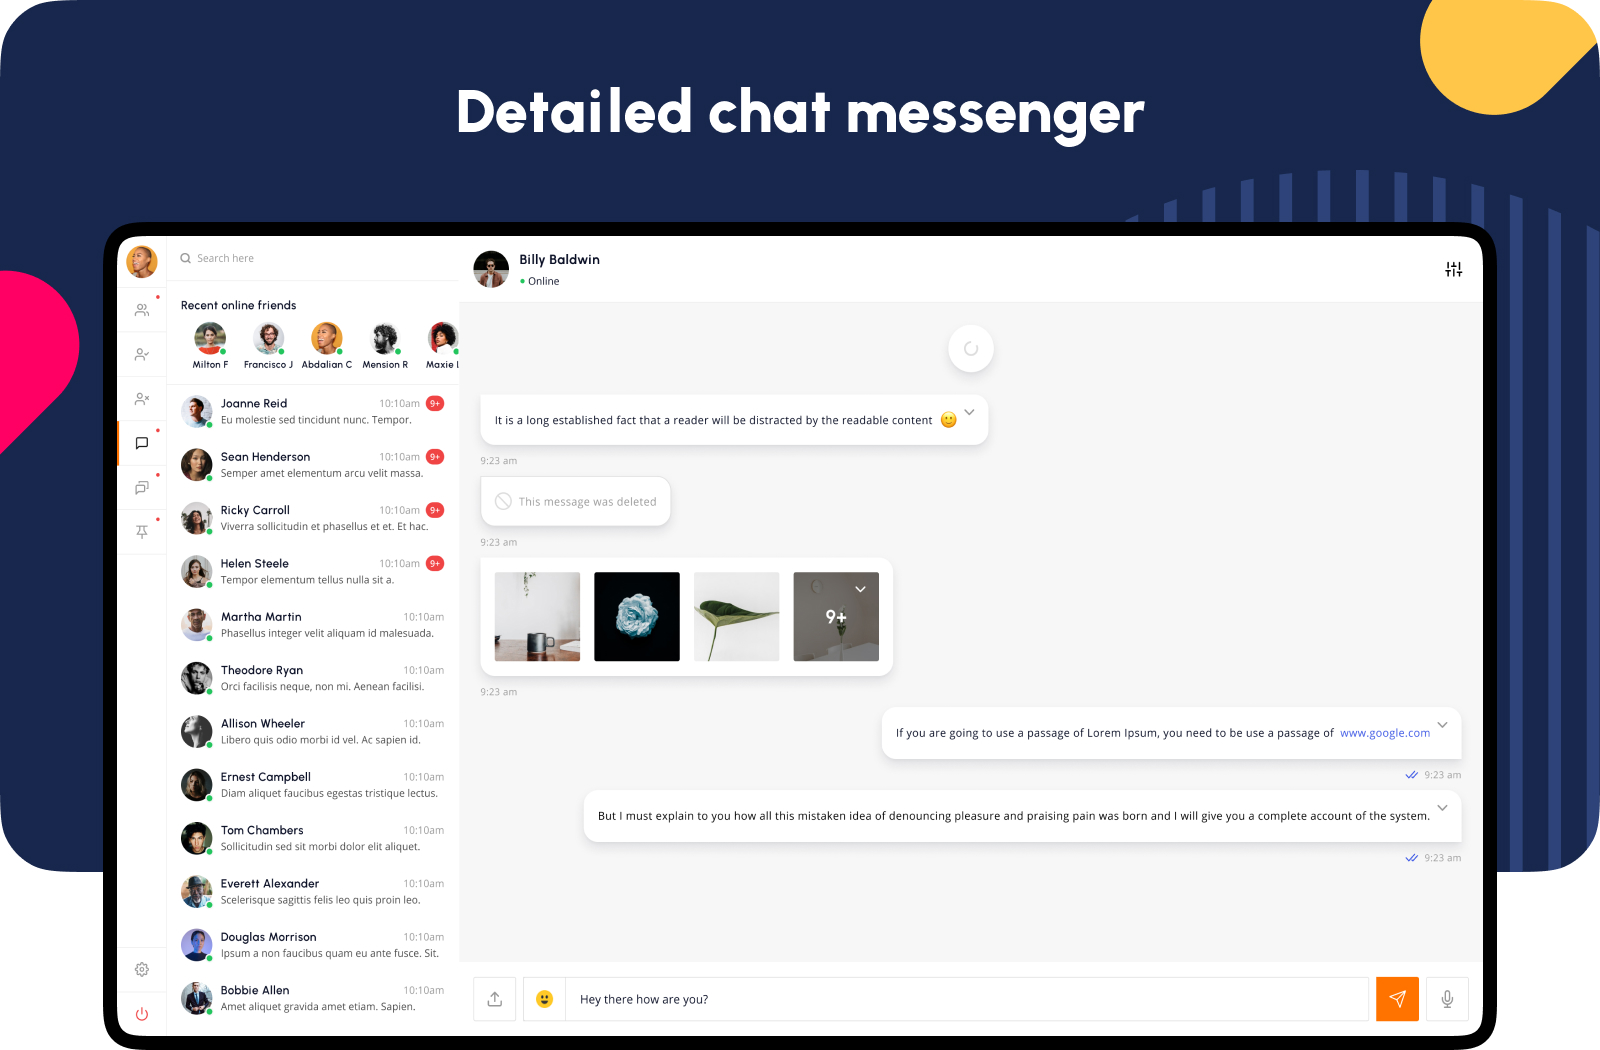 Detailed chat messenger
Search here
Recent online friends
Milton F
Francisco J
Abdalian C
Mension R
Maxie
Joanne Reid
10:10am
9+
Eu molestie sed tincidunt nunc. Tempor.
Sean Henderson
10:10am
9+
Semper amet elementum arcu velit massa.
Ricky Carroll
10:10am
9+
Viverra sollicitudin et phasellus et et. Et hac.
Helen Steele
10:10am
9+
Tempor elementum tellus nulla sit a.
Martha Martin
10:10am
Phasellus integer velit aliquam id malesuada.
Theodore Ryan
10:10am
Orci facilisis neque, non mi. Aenean facilisi.
Allison Wheeler
10:10am
Libero quis odio morbi id vel. Ac sapien id.
Ernest Campbell
10:10am
Diam aliquet faucibus egestas tristique lectus.
Tom Chambers
10:10am
Sollicitudin sed sit morbi dolor elit aliquet.
Everett Alexander
10:10am
Scelerisque sagittis felis leo quis proin leo.
Douglas Morrison
10:10am
Ipsum a non faucibus quam eu ante fusce. Sit.
Bobbie Allen
10:10am
Amet aliquet gravida amet etiam. Sapien.
Billy Baldwin
Online
It is a long established fact that a reader will be distracted by the readable content
9:23 am
This message was deleted
9:23 am
9+
9:23 am
If you are going to use a passage of Lorem Ipsum, you need to be use a passage of www.google.com
9:23 am
But I must explain to you how all this mistaken idea of denouncing pleasure and praising pain was born and I will give you a complete account of the system.
9:23 am
Hey there how are you?